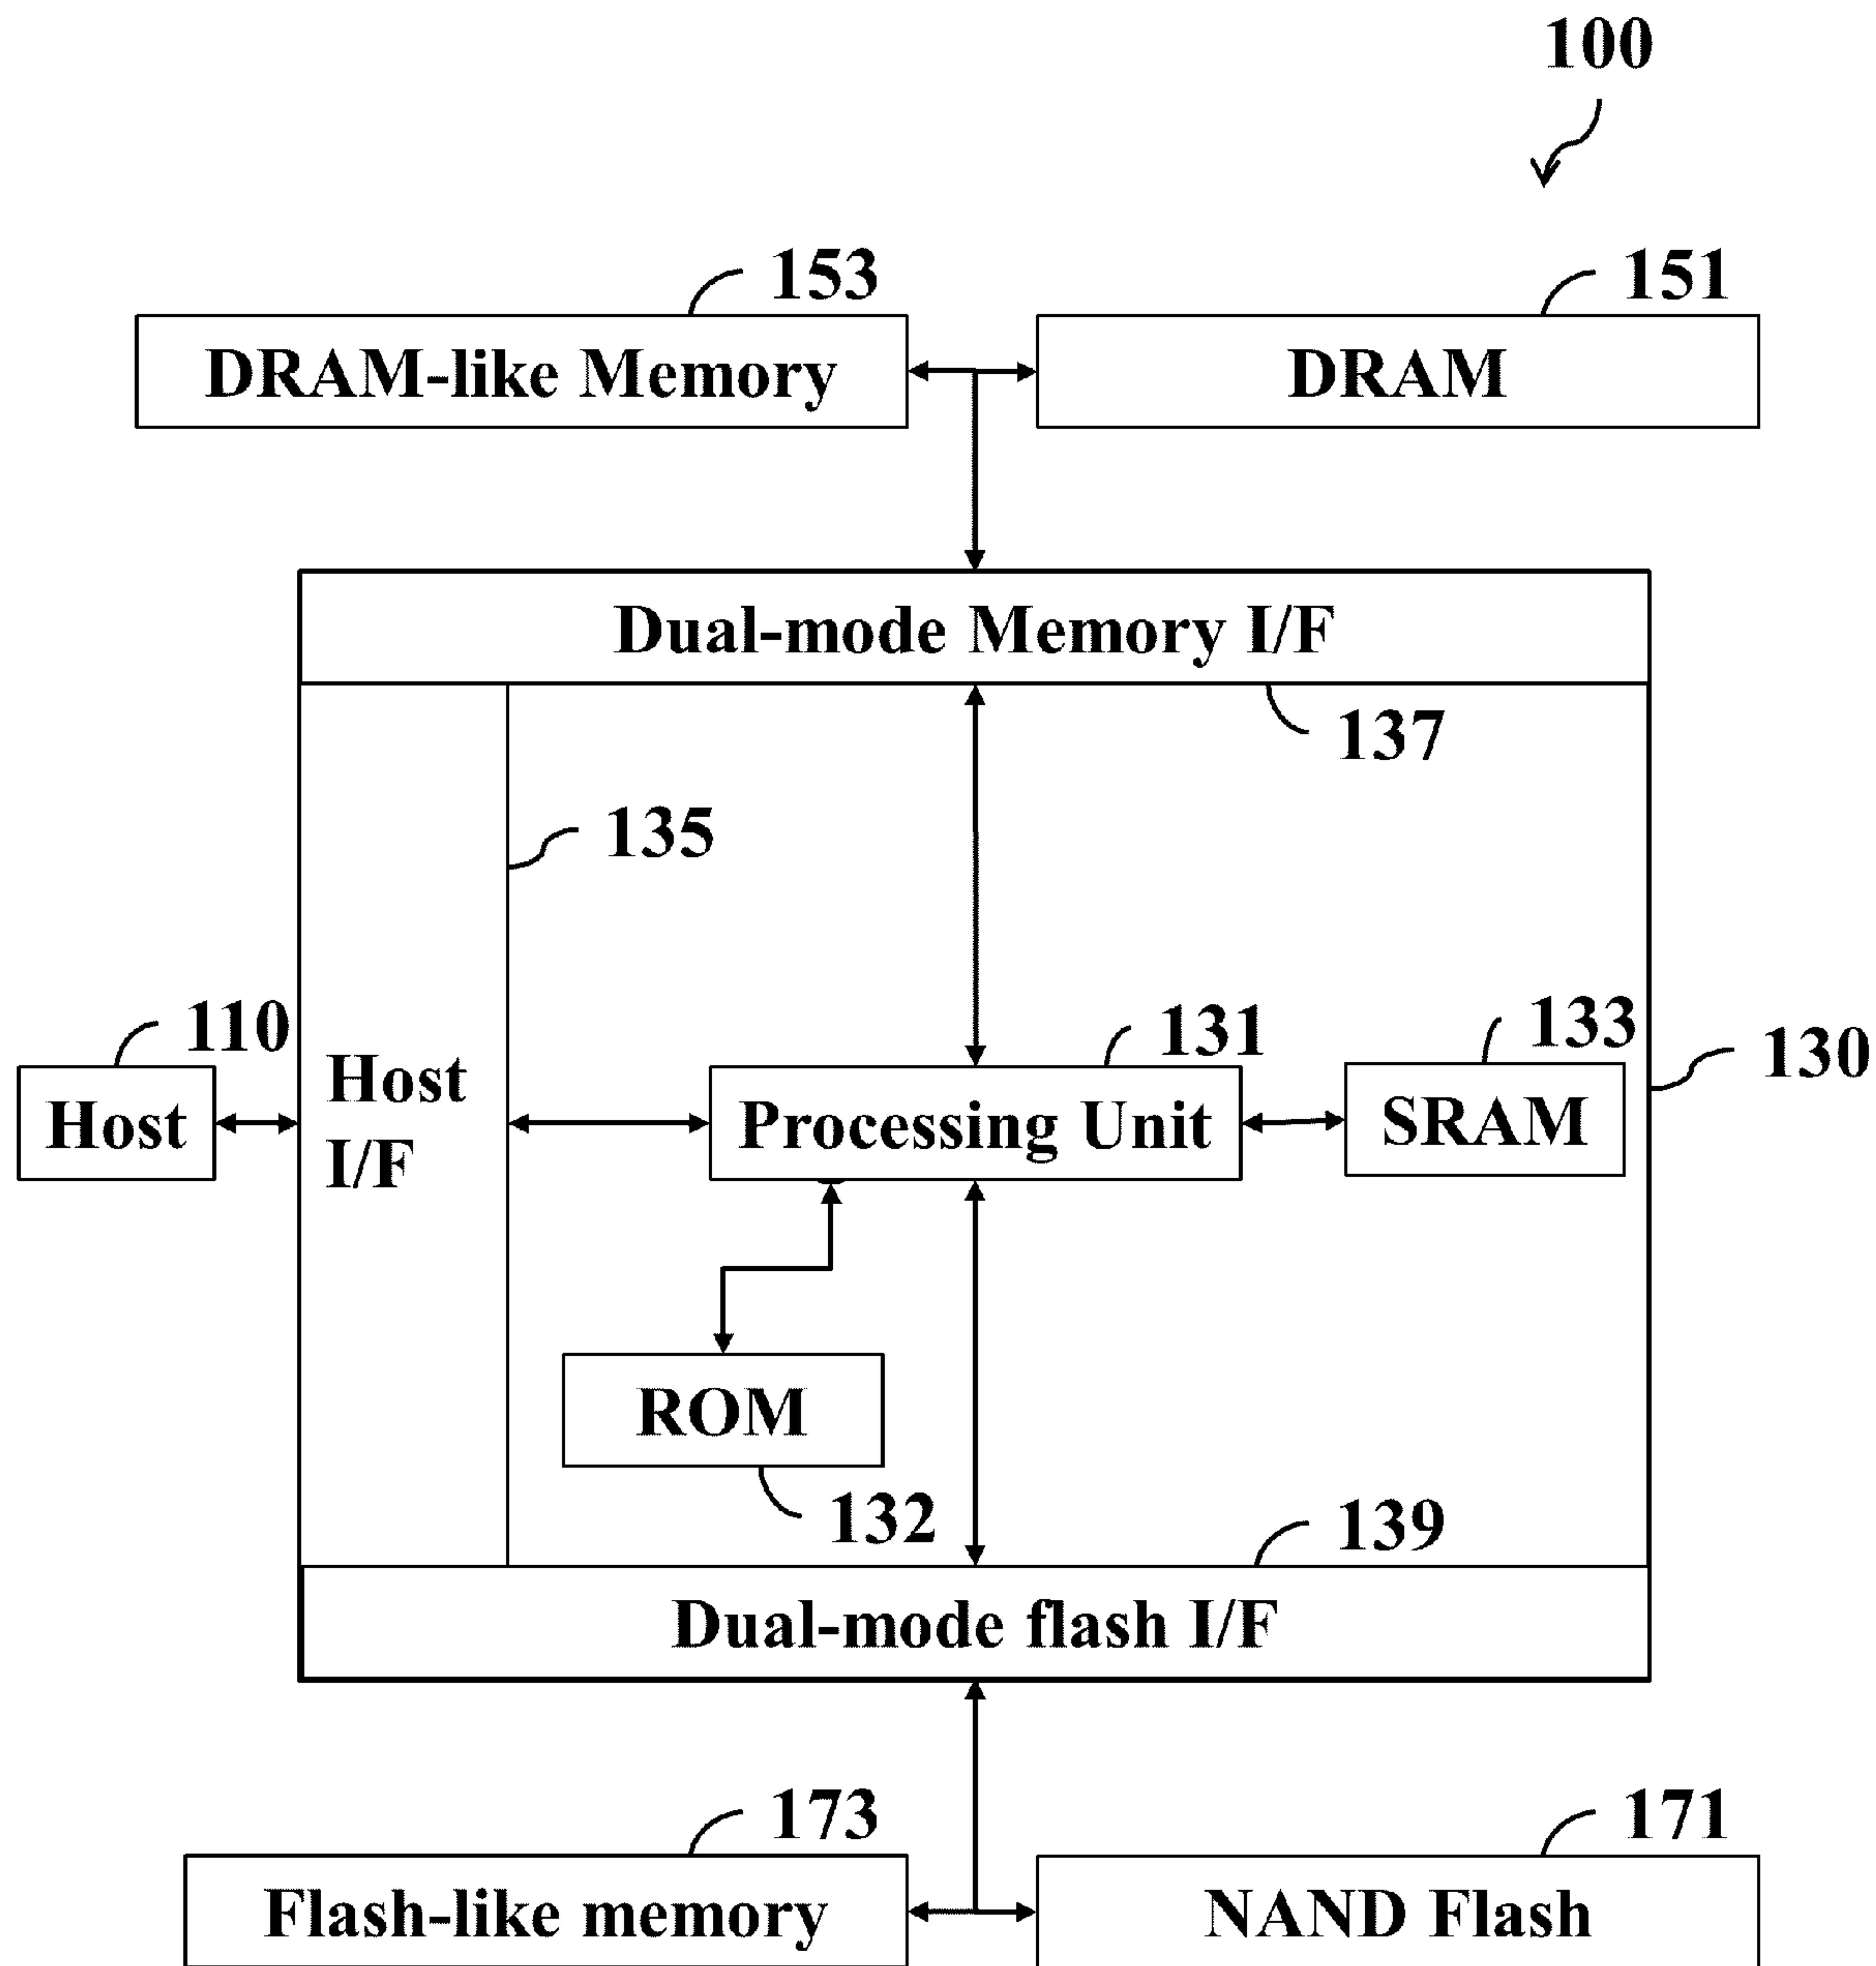 100
153
151
DRAM-like Memory
DRAM
Dual-mode Memory I/F
137
135
110
131
133
130
Host
Host
I/F
Processing Unit
SRAM
ROM
132
139
Dual-mode flash I/F
173
171
Flash-like memory
NAND Flash